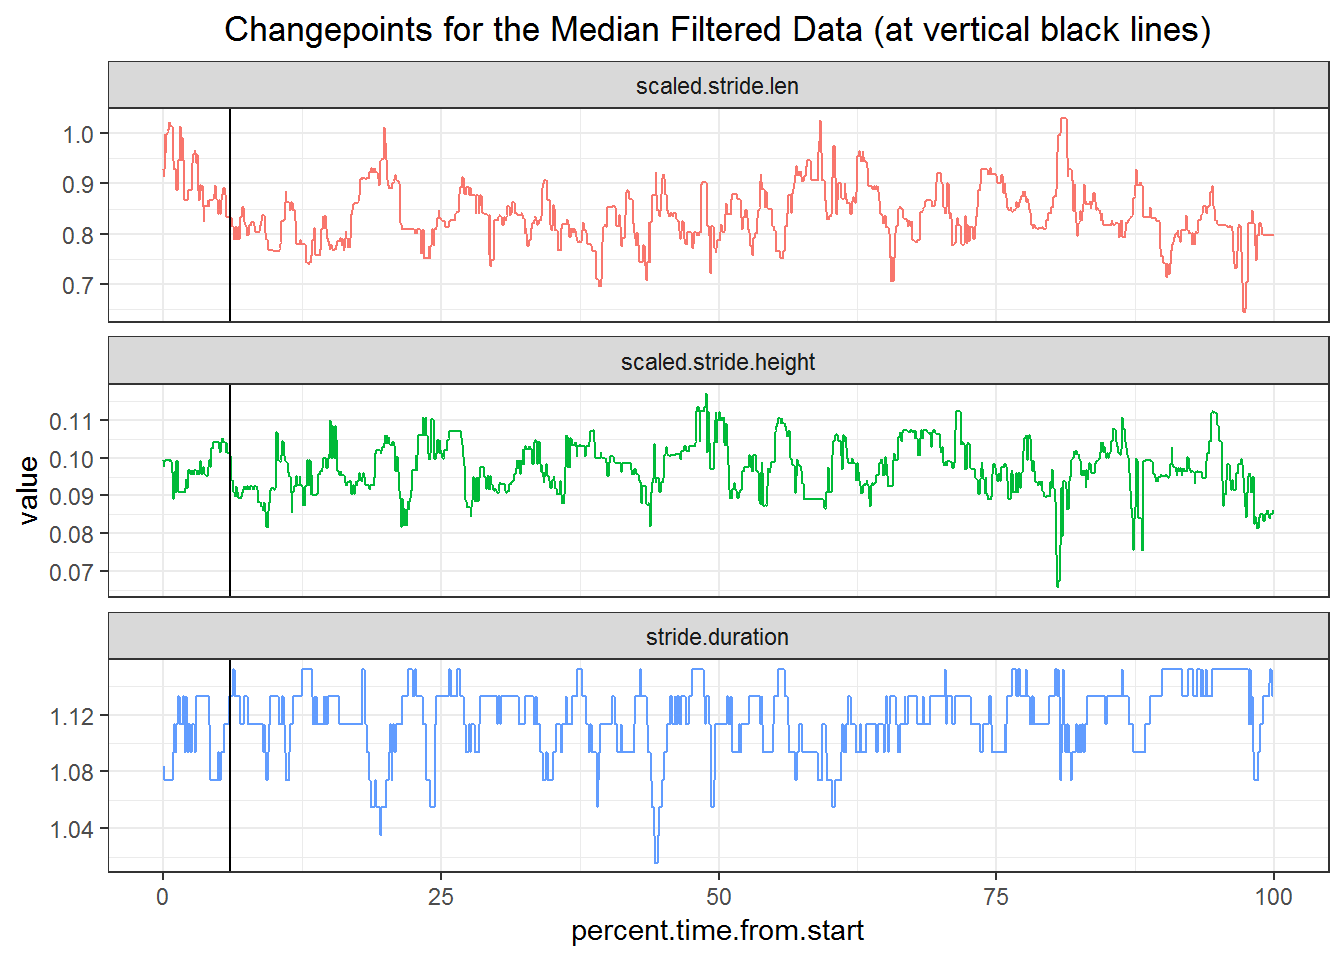 Changepoints for the Median Filtered Data (at vertical black lines)
scaled.stride.len
1.0
0.9
0.8
0.7
scaled.stride.height
0.11
0.10
0.09
0.08
0.07
value
stride.duration
1.12
1.08
1.04
0 25 50 75 100
percent.time.from.start